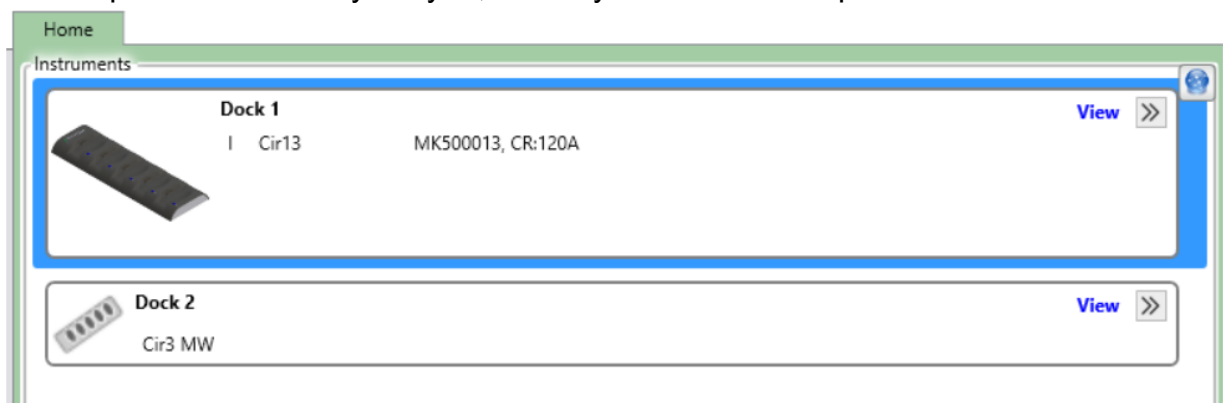 Home
Instruments
Dock 1
View
I Cir13 MK500013, CR:120A
Dock 2
View
Cir3 MW